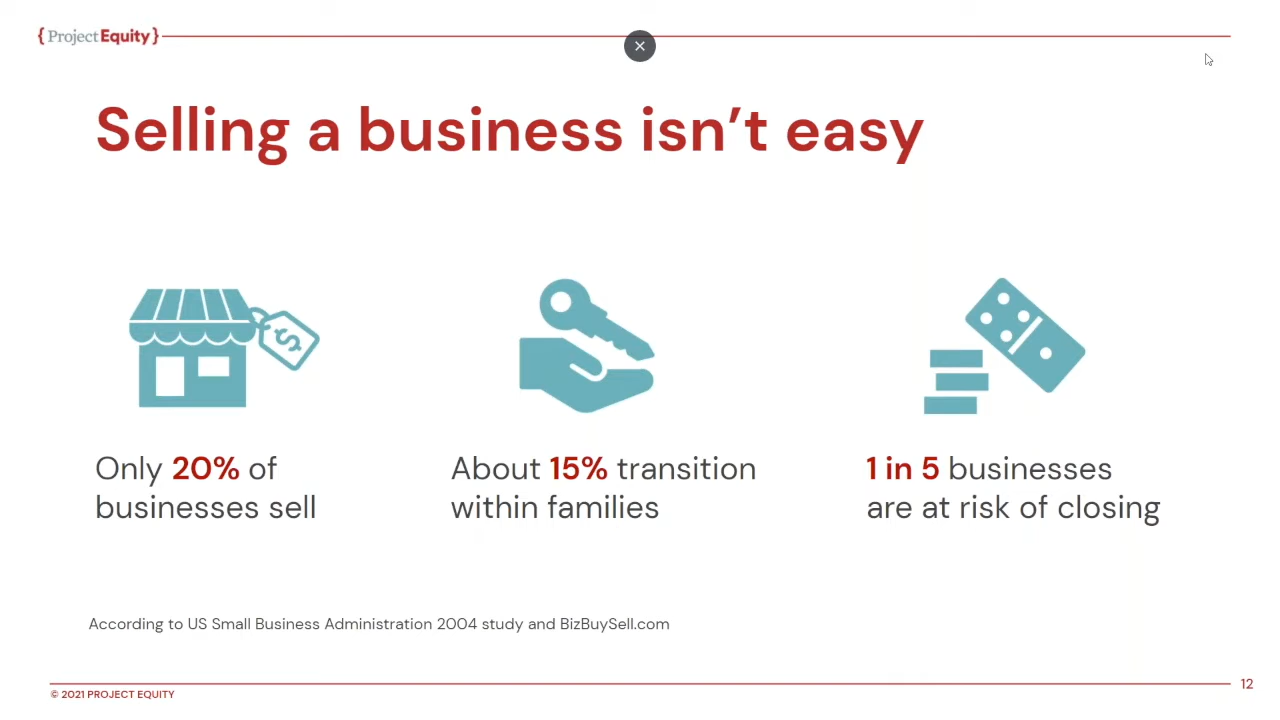 { Project Equity }
Selling a business isn’t easy
Only 20% of
businesses sell
About 15% transition
within families
1 in 5 businesses
are at risk of closing
According to US Small Business Administration 2004 study and BizBuySell.com
© 2021 PROJECT EQUITY
12